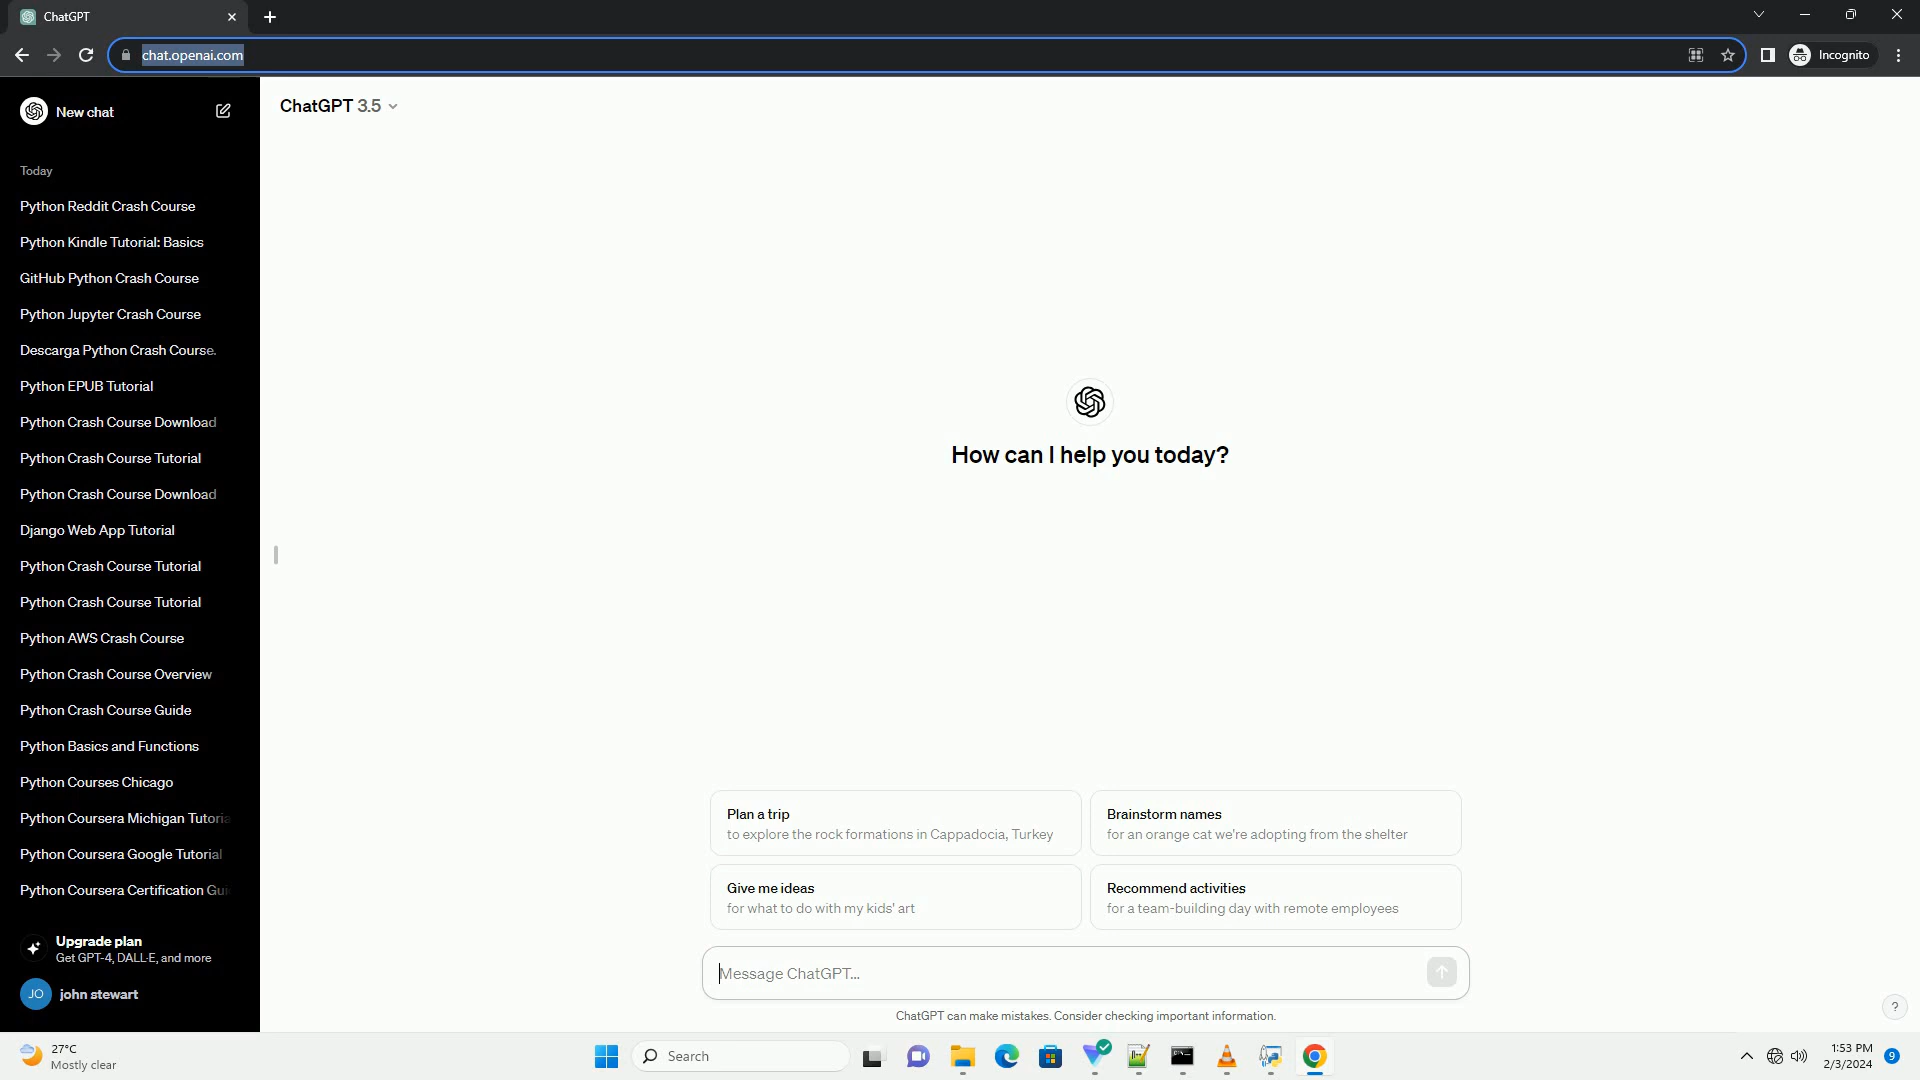 ChatGPT
chat.openai.com
Incognito
New chat
ChatGPT 3.5
Today
Python Reddit Crash Course
Python Kindle Tutorial: Basics
GitHub Python Crash Course
Python Jupyter Crash Course
Descarga Python Crash Course.
Python EPUB Tutorial
Python Crash Course Download
Python Crash Course Tutorial
Python Crash Course Download
Django Web App Tutorial
Python Crash Course Tutorial
Python Crash Course Tutorial
Python AWS Crash Course
Python Crash Course Overview
Python Crash Course Guide
Python Basics and Functions
Python Courses Chicago
Python Coursera Michigan Tutoria
Python Coursera Google Tutorial
Python Coursera Certification Gui
Upgrade plan
Get GPT-4, DALL·E, and more
JO john stewart
How can I help you today?
Plan a trip
to explore the rock formations in Cappadocia, Turkey
Brainstorm names
for an orange cat we're adopting from the shelter
Give me ideas
for what to do with my kids' art
Recommend activities
for a team-building day with remote employees
Message ChatGPT...
ChatGPT can make mistakes. Consider checking important information.
?
27°C
Mostly clear
Search
1:53 PM
2/3/2024
9